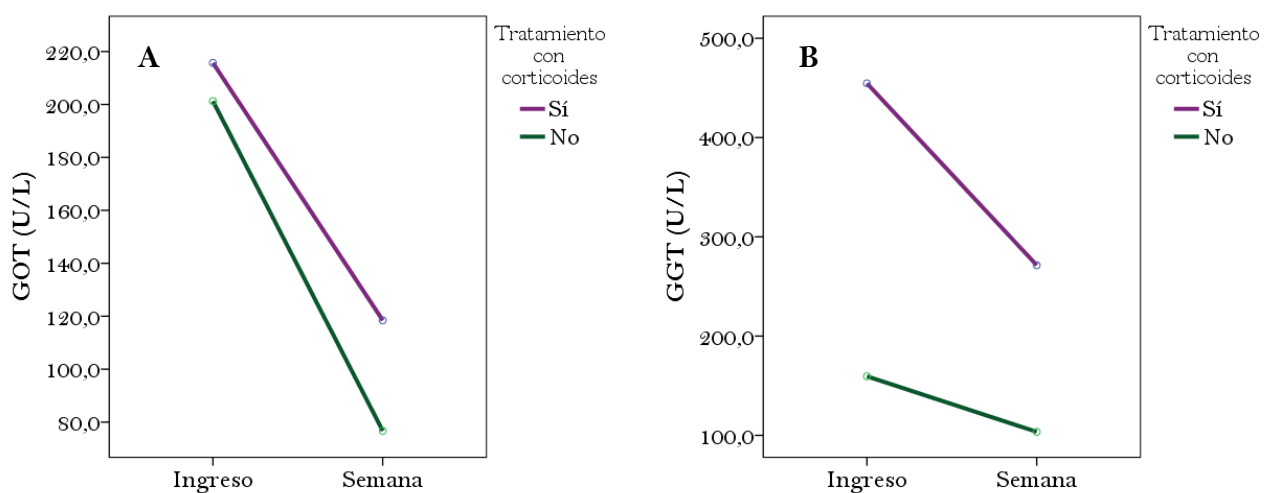 A
GOT (U/L)
220,0
200,0
180,0
160,0
140,0
120,0
100,0
80,0
Ingreso
Semana
Tratamiento
con
corticoides
Sí
No
B
GGT (U/L)
500,0
400,0
300,0
200,0
100,0
Ingreso
Semana
Tratamiento
con
corticoides
Sí
No